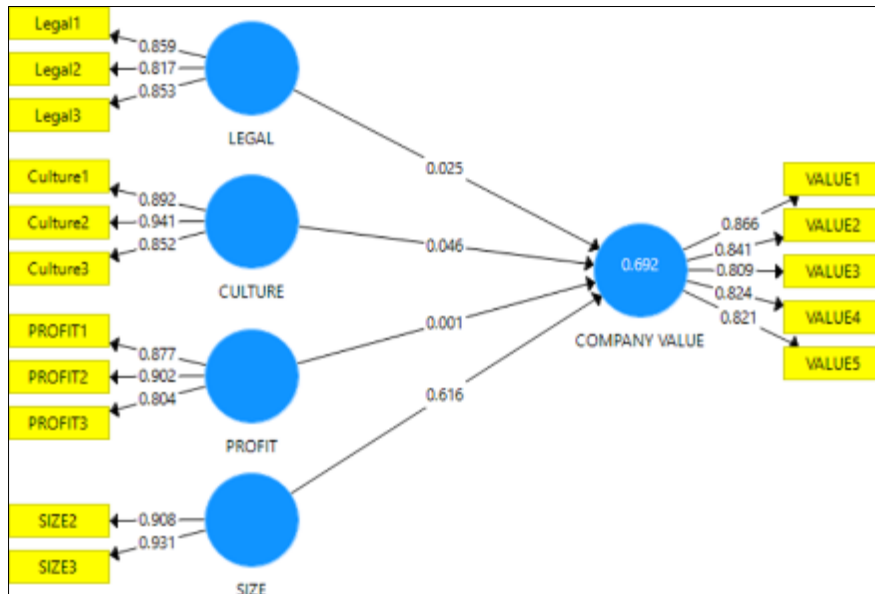 Legal1
0.859
Legal2
0.817
0.853
Legal3
LEGAL
0.025
Culture1
0.892
Culture2
0.941
0.852
Culture3
CULTURE
0.046
PROFIT1
0.877
PROFIT2
0.902
0.804
PROFIT3
PROFIT
0.001
SIZE2
0.908
0.931
SIZE3
SIZE
0.616
0.692
COMPANY VALUE
VALUE1
0.866
VALUE2
0.841
0.809
VALUE3
0.824
VALUE4
0.821
VALUE5